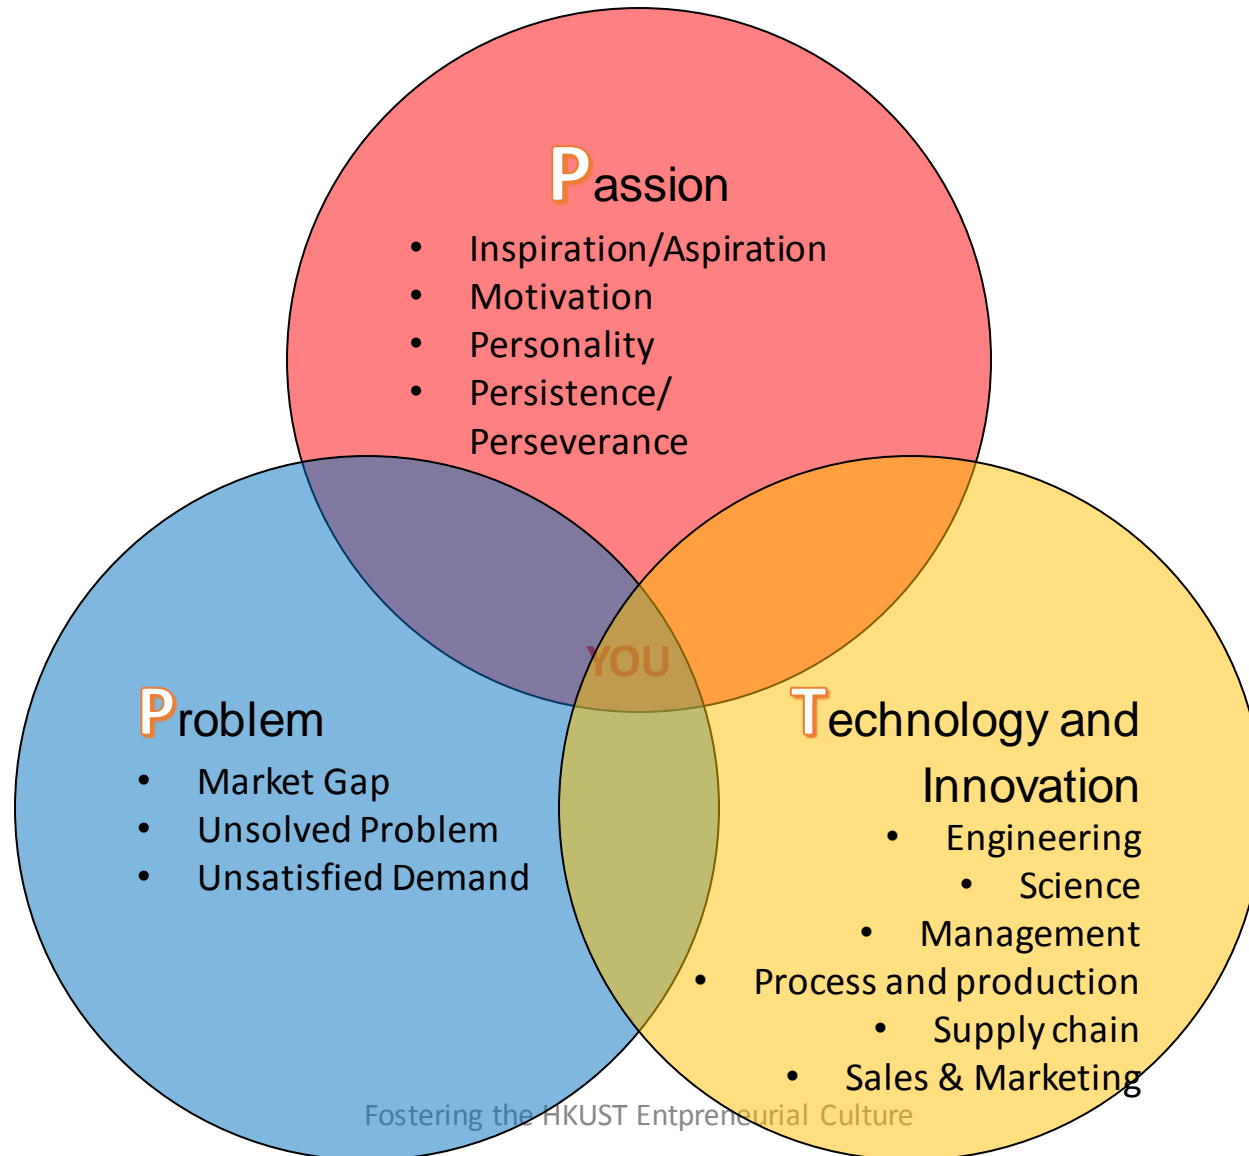 Passion
• Inspiration/Aspiration
• Motivation
• Personality
• Persistence/
Perseverance
YOU
Problem
• Market Gap
• Unsolved Problem
• Unsatisfied Demand
Technology and
Innovation
• Engineering
• Science
• Management
• Process and production
• Supply chain
• Sales & Marketing
Fostering the HKUST Entpreneurial Culture